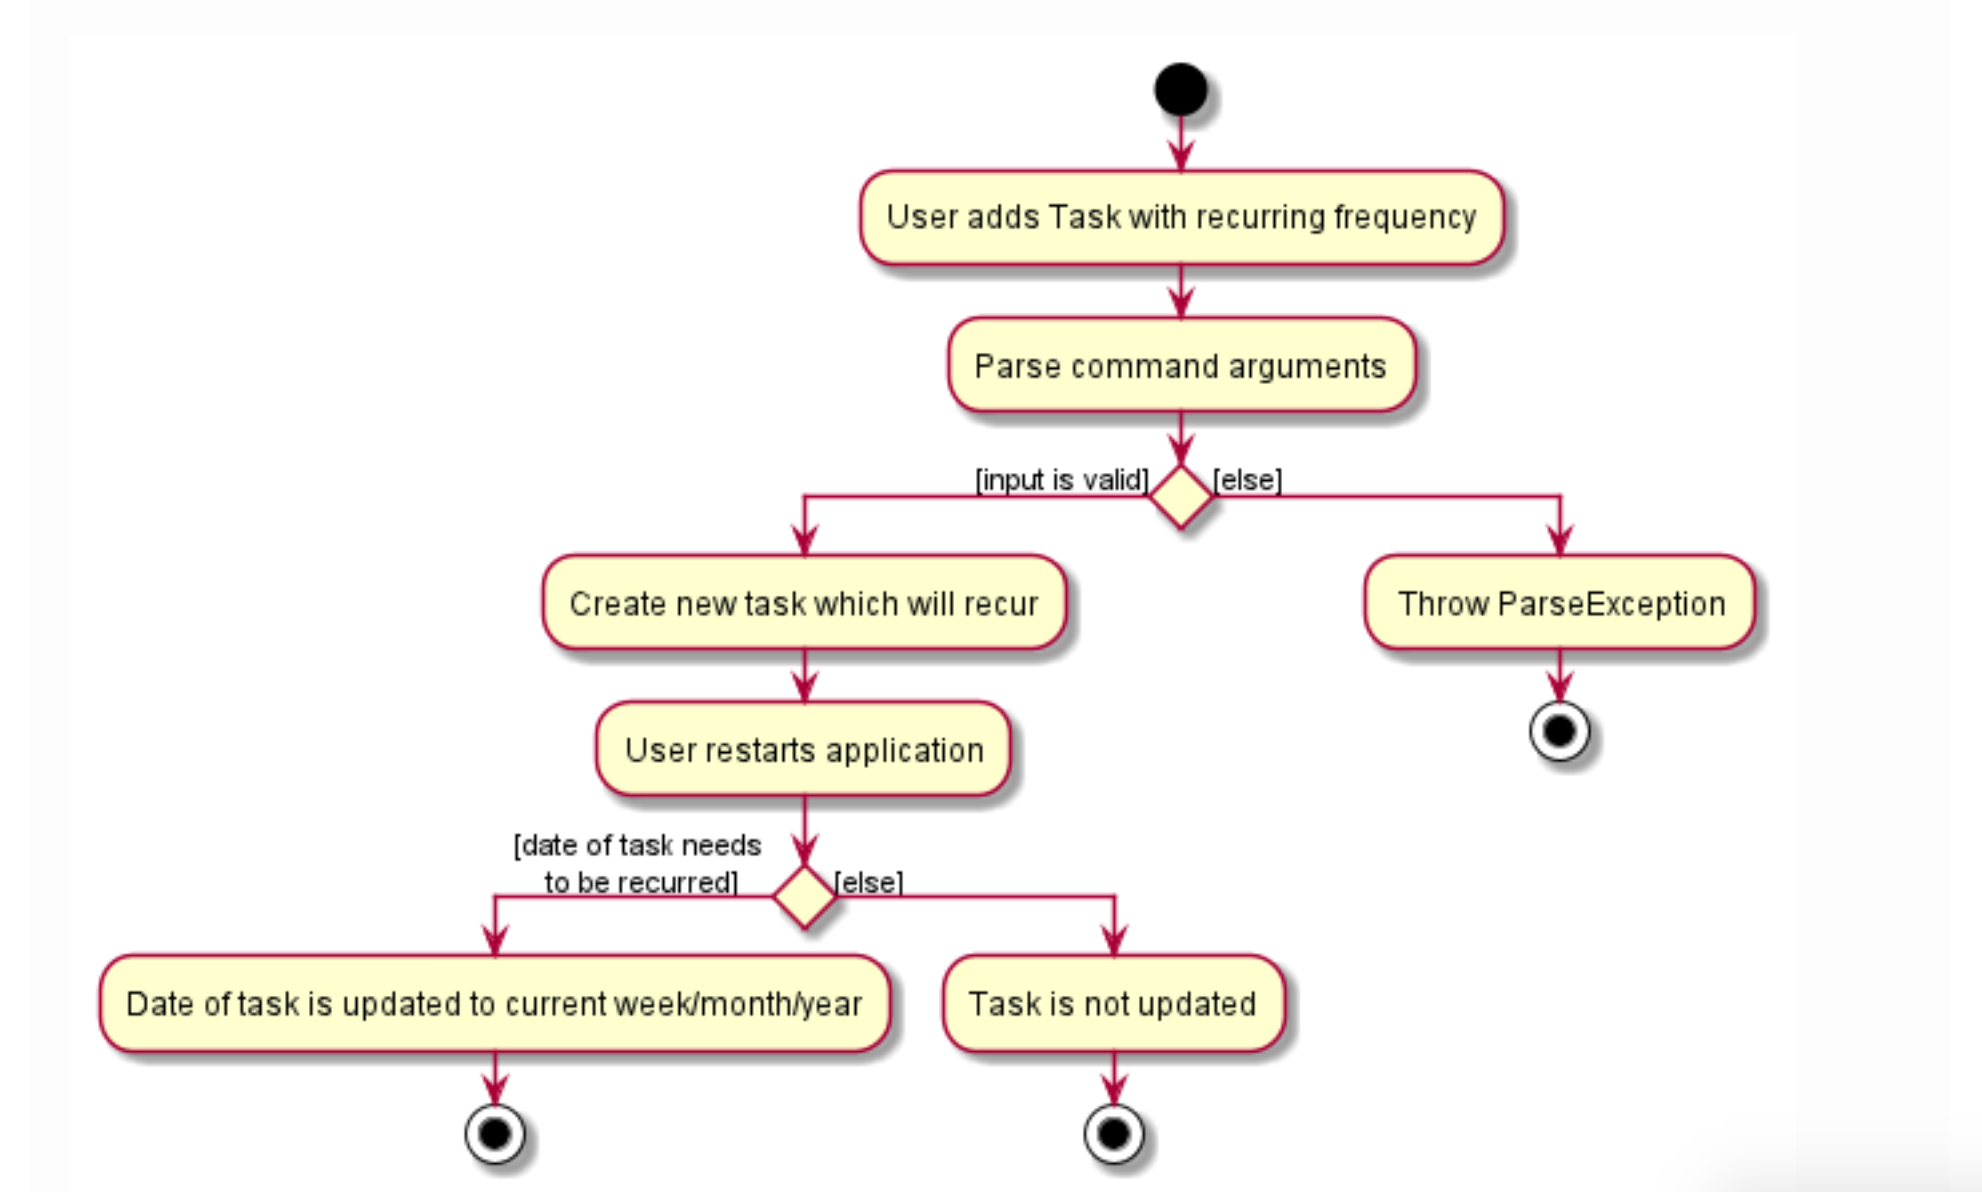 User adds Task with recurring frequency
Parse command arguments
[input is valid]
[else]
Create new task which will recur
Throw ParseException
User restarts application
[date of task needs
to be recurred]
[else]
Date of task is updated to current week/month/year
Task is not updated